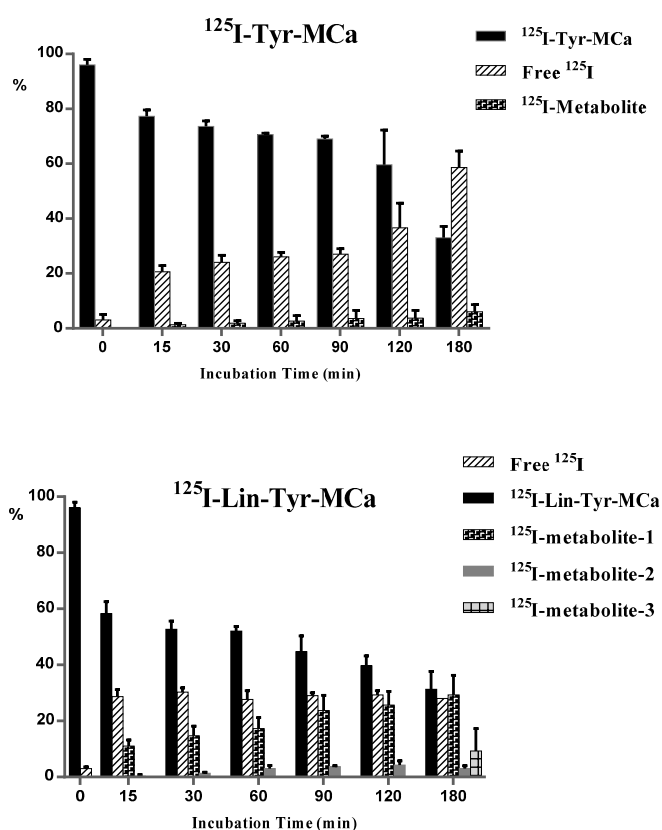 ¹²⁵I-Tyr-MCa
¹²⁵I-Tyr-MCa
Free ¹²⁵I
¹²⁵I-Metabolite
%
100
80
60
40
20
0
0 15 30 60 90 120 180
Incubation Time (min)
¹²⁵I-Lin-Tyr-MCa
Free ¹²⁵I
¹²⁵I-Lin-Tyr-MCa
¹²⁵I-metabolite-1
¹²⁵I-metabolite-2
¹²⁵I-metabolite-3
%
100
80
60
40
20
0
0 15 30 60 90 120 180
Incubation Time (min)